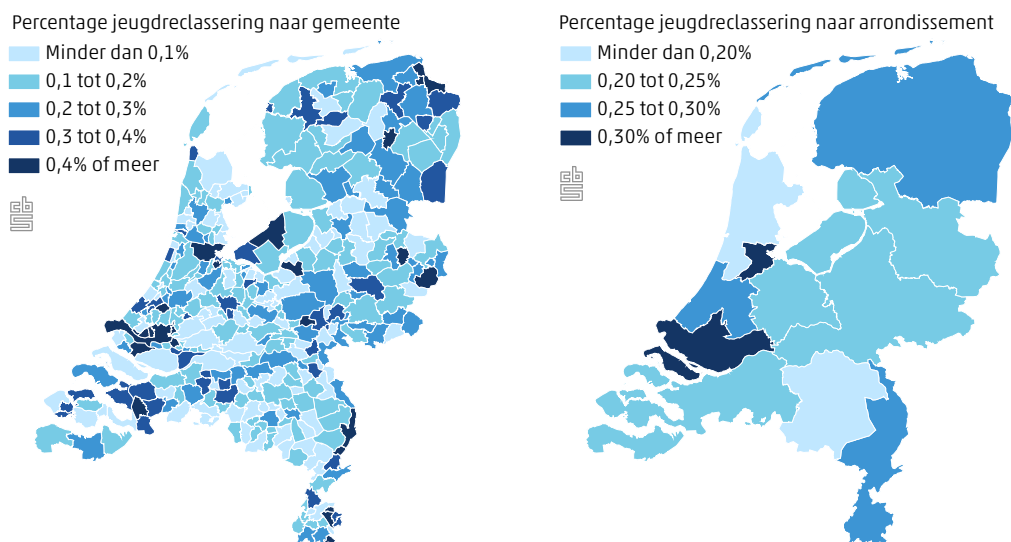 Percentage jeugdreclassering naar gemeente
Minder dan 0,1%
0,1 tot 0,2%
0,2 tot 0,3%
0,3 tot 0,4%
0,4% of meer
Percentage jeugdreclassering naar arrondissement
Minder dan 0,20%
0,20 tot 0,25%
0,25 tot 0,30%
0,30% of meer